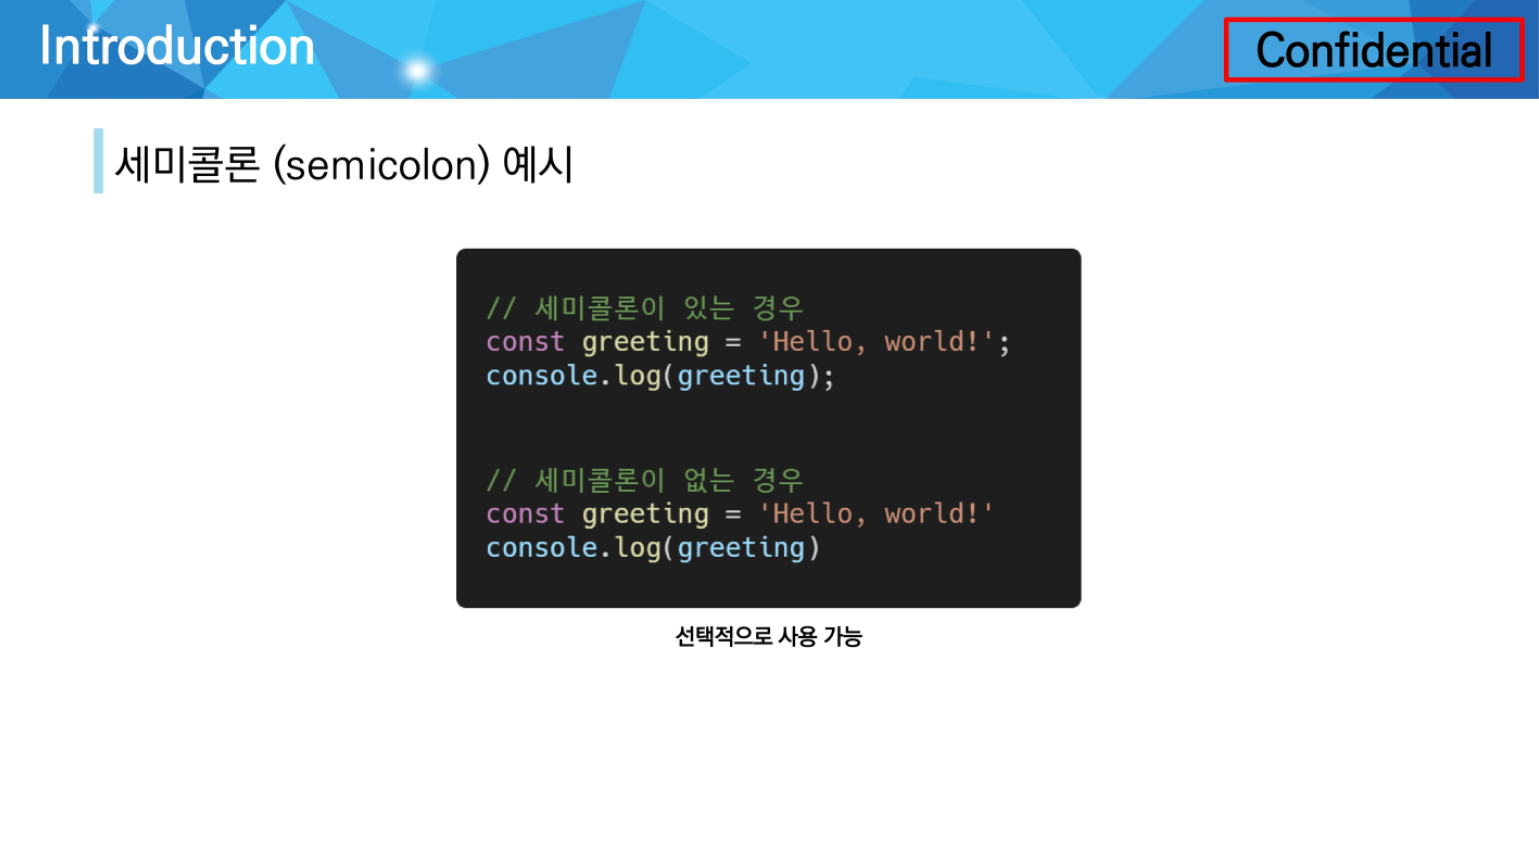 Introduction
Confidential
세미콜론 (semicolon) 예시
// 세미콜론이 있는 경우
const greeting = 'Hello, world!';
console.log(greeting);
// 세미콜론이 없는 경우
const greeting = 'Hello, world!'
console.log(greeting)
선택적으로 사용 가능